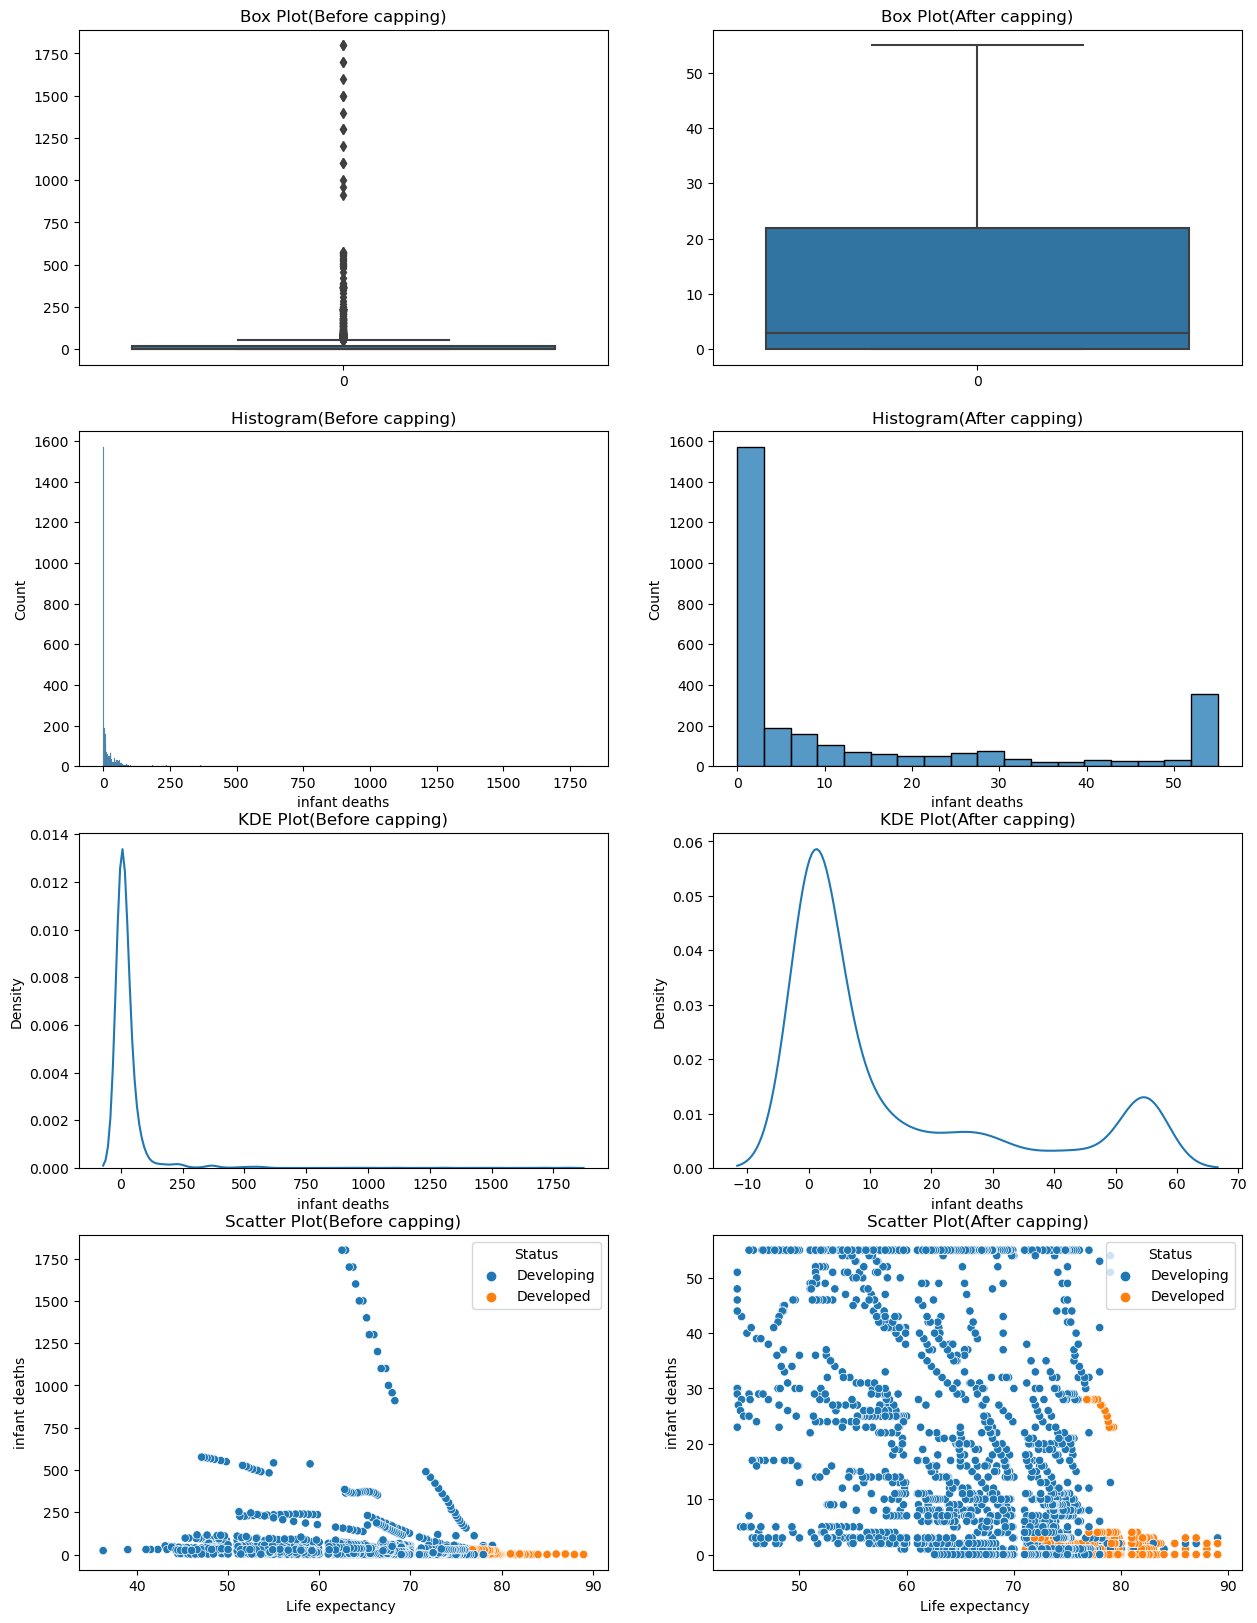 Box Plot(Before capping)
1750
1500
1250
1000
750
500
250
0
0
Box Plot(After capping)
50
40
30
20
10
0
0
Histogram(Before capping)
Count
1600
1400
1200
1000
800
600
400
200
0
0 250 500 750 1000 1250 1500 1750
infant deaths
Histogram(After capping)
Count
1600
1400
1200
1000
800
600
400
200
0
0 10 20 30 40 50
infant deaths
KDE Plot(Before capping)
Density
0.014
0.012
0.010
0.008
0.006
0.004
0.002
0.000
0 250 500 750 1000 1250 1500 1750
infant deaths
KDE Plot(After capping)
Density
0.06
0.05
0.04
0.03
0.02
0.01
0.00
−10 0 10 20 30 40 50 60 70
infant deaths
Scatter Plot(Before capping)
infant deaths
1750
1500
1250
1000
750
500
250
0
Status
Developing
Developed
40 50 60 70 80 90
Life expectancy
Scatter Plot(After capping)
infant deaths
50
40
30
20
10
0
Status
Developing
Developed
50 60 70 80 90
Life expectancy